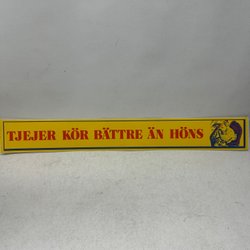 TJEJER KÖR BÄTTRE ÄN HÖNS